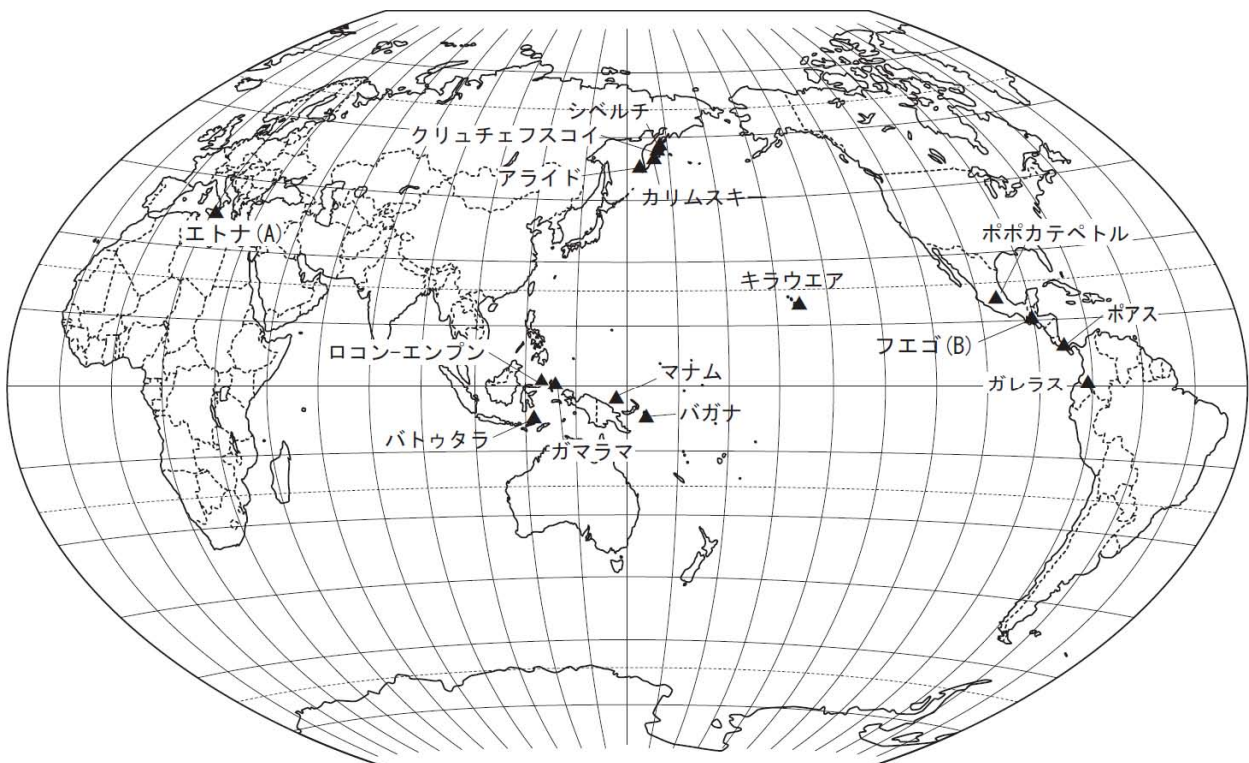 シベルチ
クリュチェフスコイ
アライド
カリムスキー
エトナ(A)
ポポカテペトル
キラウエア
ポアス
フエゴ(B)
ロコン-エンプン
マナム
ガレラス
バガナ
バトゥタラ
ガマラマ